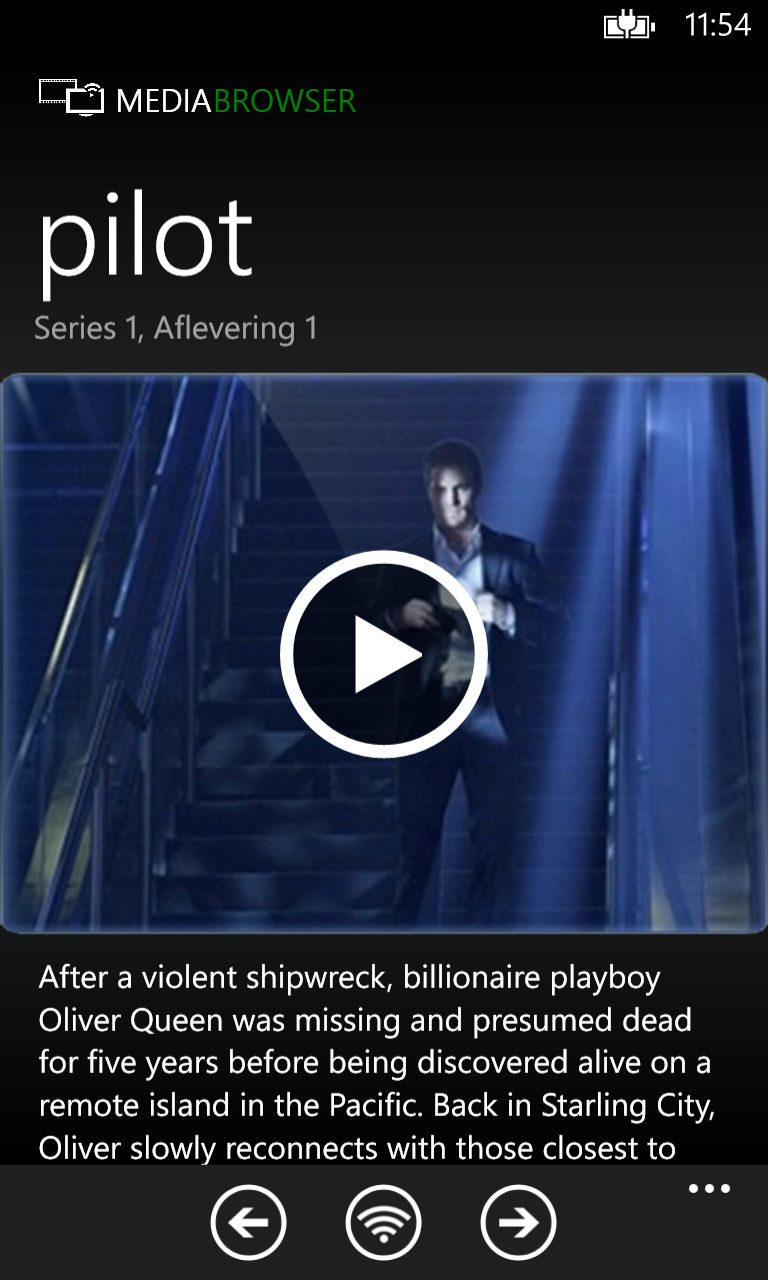 11:54
MEDIABROWSER
pilot
Series 1, Aflevering 1
After a violent shipwreck, billionaire playboy
Oliver Queen was missing and presumed dead
for five years before being discovered alive on a
remote island in the Pacific. Back in Starling City,
Oliver slowly reconnects with those closest to